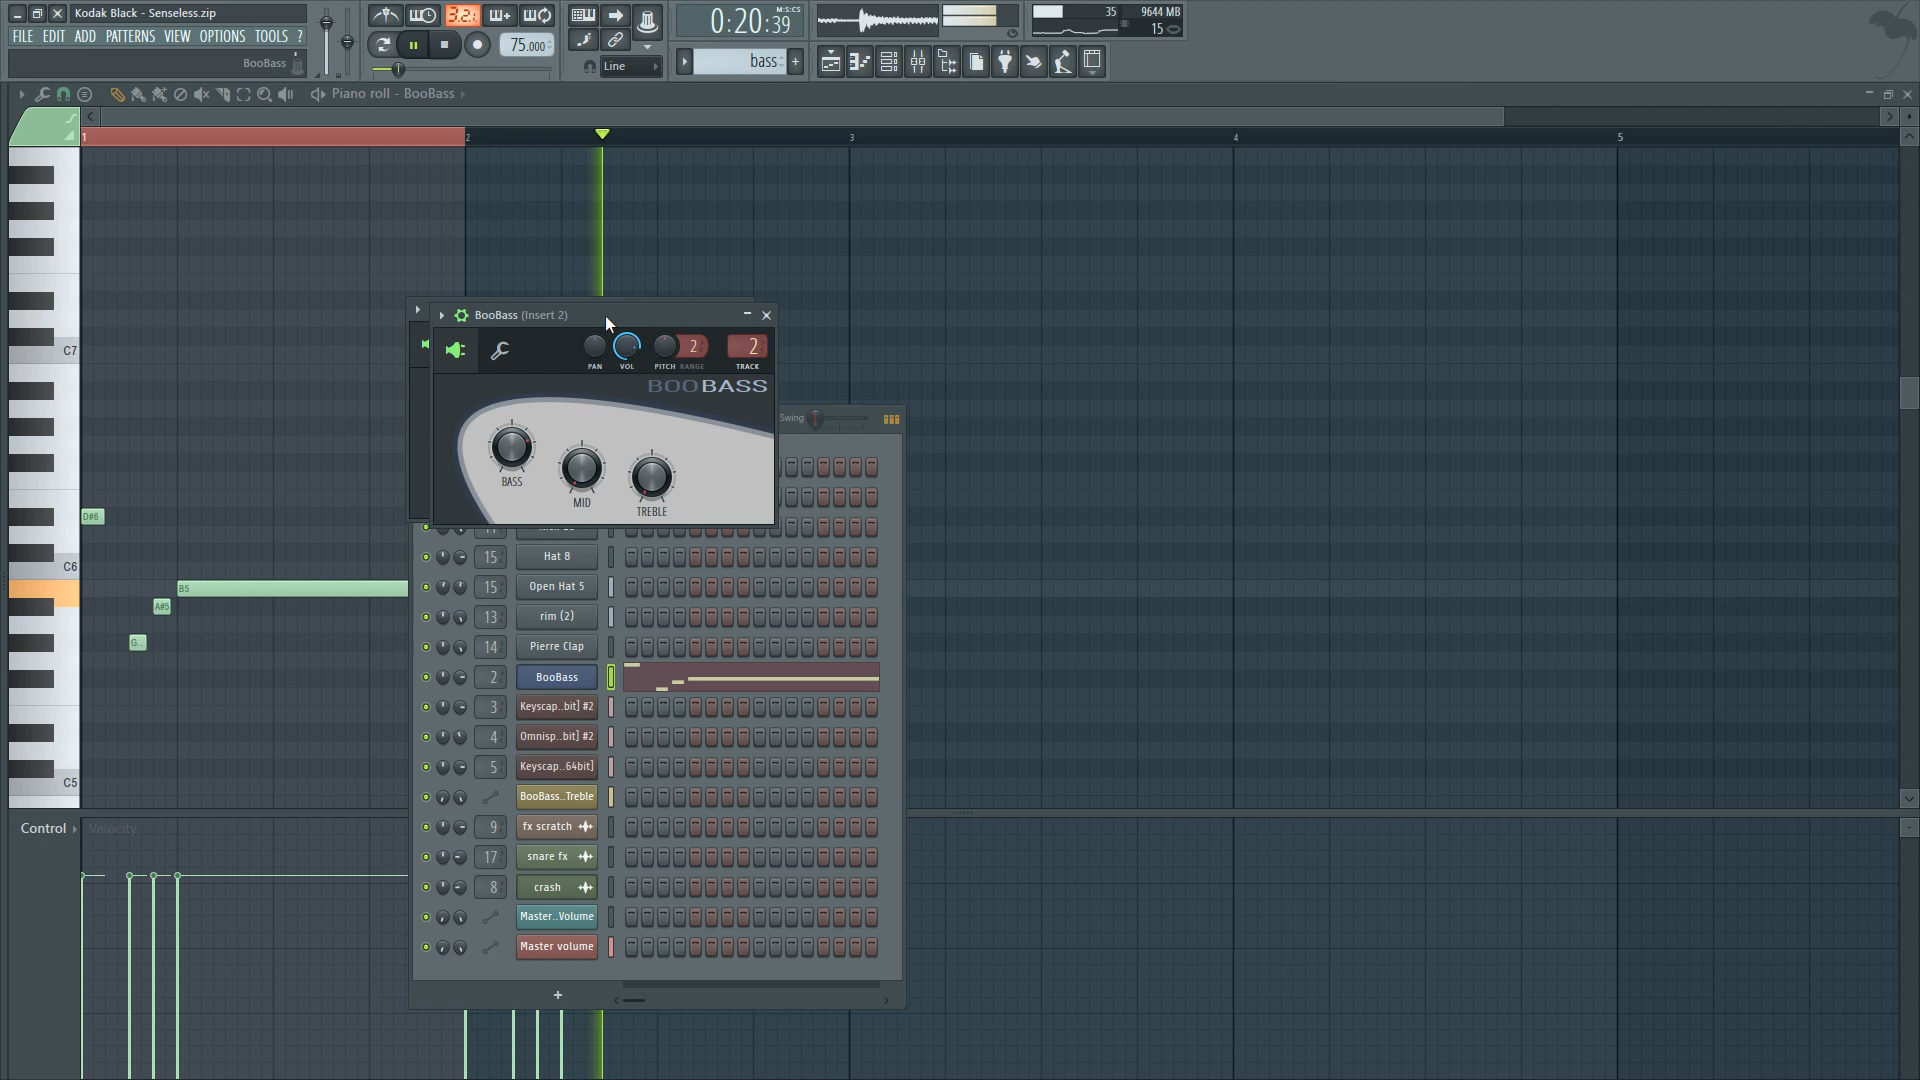 Kodak Black - Senseless.zip
FILE EDIT ADD PATTERNS VIEW OPTIONS TOOLS ?
BooBass
3.2.
75.000
Line
0:20:39
M:S:CS
bass
35
9644 MB
15
Piano roll - BooBass
1
2
3
4
5
C7
C6
C5
D#6
B5
A#5
G..
BooBass (Insert 2)
PAN
VOL
PITCH
RANGE
TRACK
2
2
BOOBASS
BASS
MID
TREBLE
Swing
15
Hat 8
15
Open Hat 5
13
rim (2)
14
Pierre Clap
2
BooBass
3
Keyscap..bit] #2
4
Omnisp..bit] #2
5
Keyscap..64bit]
BooBass..Treble
9
fx scratch
17
snare fx
8
crash
Master..Volume
Master volume
+
Control
Velocity